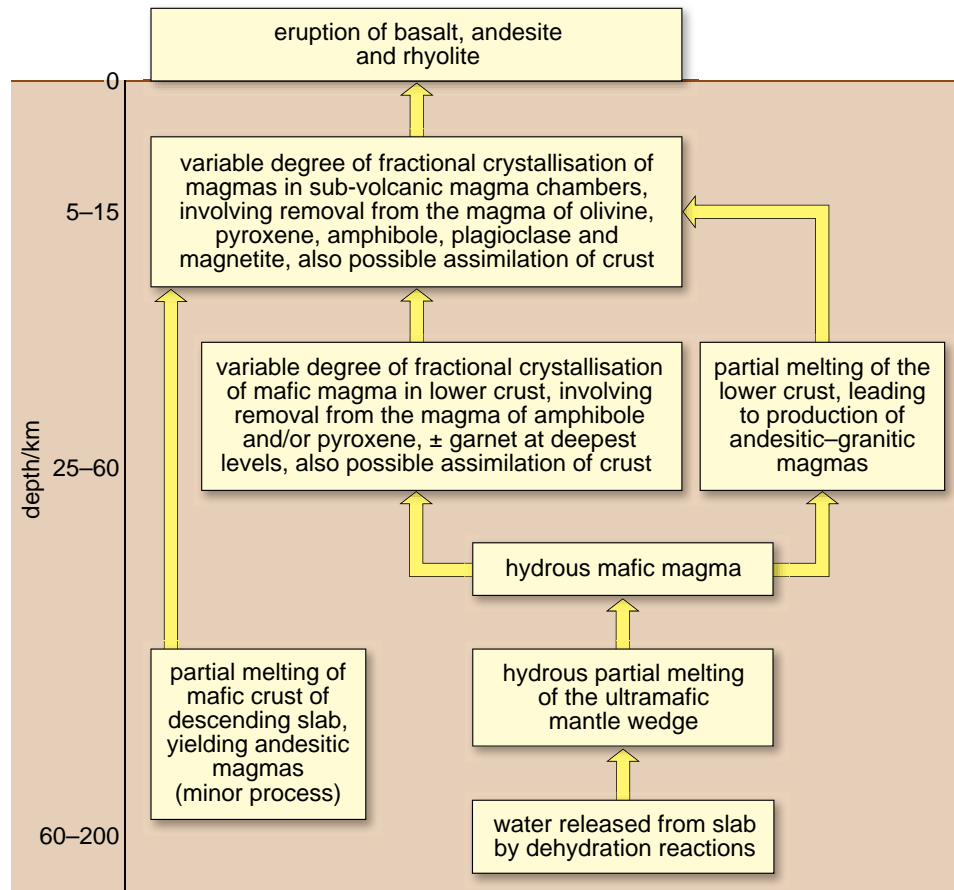 eruption of basalt, andesite
and rhyolite
0
variable degree of fractional crystallisation of
magmas in sub-volcanic magma chambers,
involving removal from the magma of olivine,
pyroxene, amphibole, plagioclase and
magnetite, also possible assimilation of crust
5–15
variable degree of fractional crystallisation
of mafic magma in lower crust, involving
removal from the magma of amphibole
and/or pyroxene, ± garnet at deepest
levels, also possible assimilation of crust
partial melting of the
lower crust, leading
to production of
andesitic–granitic
magmas
25–60
depth/km
hydrous mafic magma
partial melting of
mafic crust of
descending slab,
yielding andesitic
magmas
(minor process)
hydrous partial melting
of the ultramafic
mantle wedge
water released from slab
by dehydration reactions
60–200